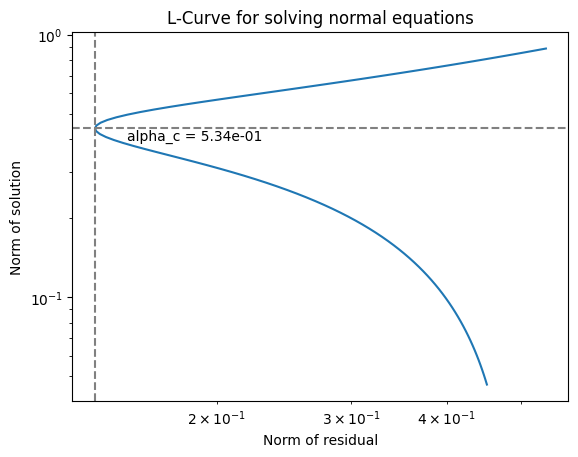 L-Curve for solving normal equations
10⁰
Norm of solution
alpha_c = 5.34e-01
10⁻¹
2 × 10⁻¹
3 × 10⁻¹
4 × 10⁻¹
Norm of residual